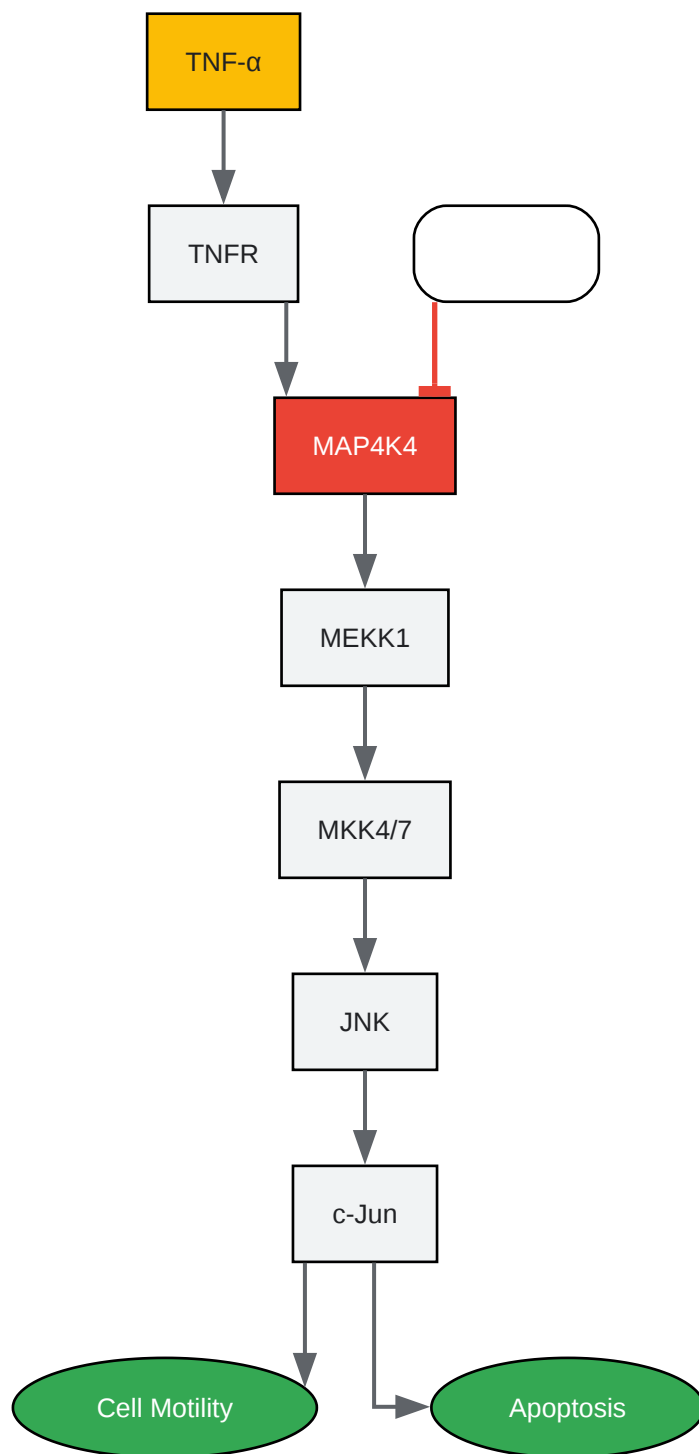 TNF-α
TNFR
MAP4K4
MEKK1
MKK4/7
JNK
c-Jun
Cell Motility
Apoptosis